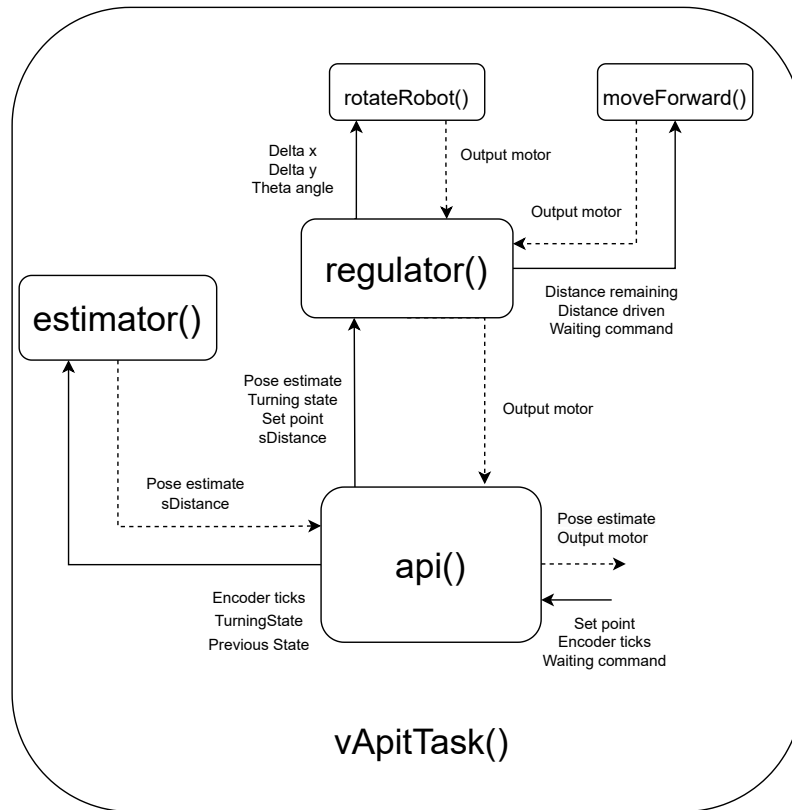 rotateRobot()
moveForward()
Delta x
Delta y
Theta angle
Output motor
Output motor
regulator()
estimator()
Distance remaining
Distance driven
Waiting command
Pose estimate
Turning state
Set point
sDistance
Output motor
Pose estimate
sDistance
api()
Pose estimate
Output motor
Encoder ticks
TurningState
Previous State
Set point
Encoder ticks
Waiting command
vApitTask()